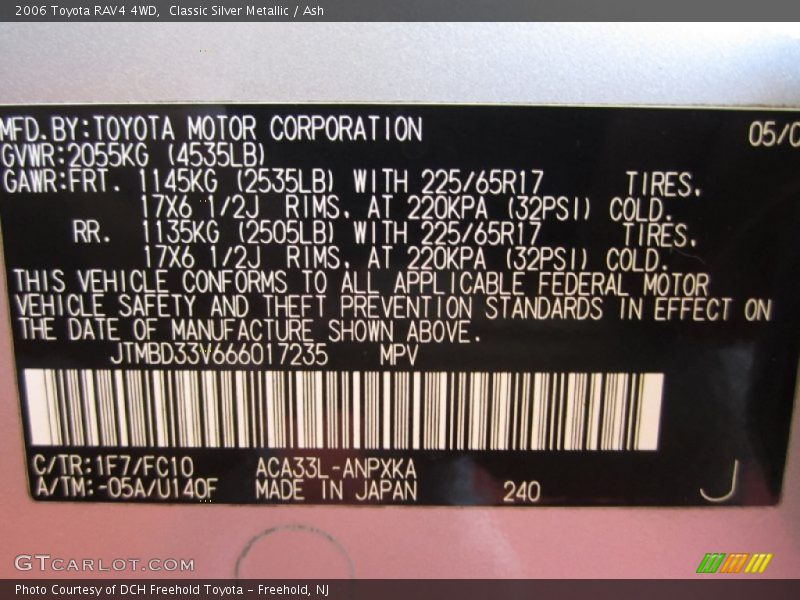 2006 Toyota RAV4 4WD,  Classic Silver Metallic / Ash
MFD.BY:TOYOTA MOTOR CORPORATION 05/0
GVWR:2055KG (4535LB)
GAWR:FRT. 1145KG (2535LB) WITH 225/65R17 TIRES,
17X6 1/2J RIMS, AT 220KPA (32PSI) COLD.
RR. 1135KG (2505LB) WITH 225/65R17 TIRES,
17X6 1/2J RIMS, AT 220KPA (32PSI) COLD.
THIS VEHICLE CONFORMS TO ALL APPLICABLE FEDERAL MOTOR
VEHICLE SAFETY AND THEFT PREVENTION STANDARDS IN EFFECT ON
THE DATE OF MANUFACTURE SHOWN ABOVE.
JTMBD33V666017235 MPV
C/TR:1F7/FC10 ACA33L-ANPXKA
A/TM:-05A/U140F MADE IN JAPAN 240 J
GTCARLOT.COM
Photo Courtesy of DCH Freehold Toyota – Freehold, NJ